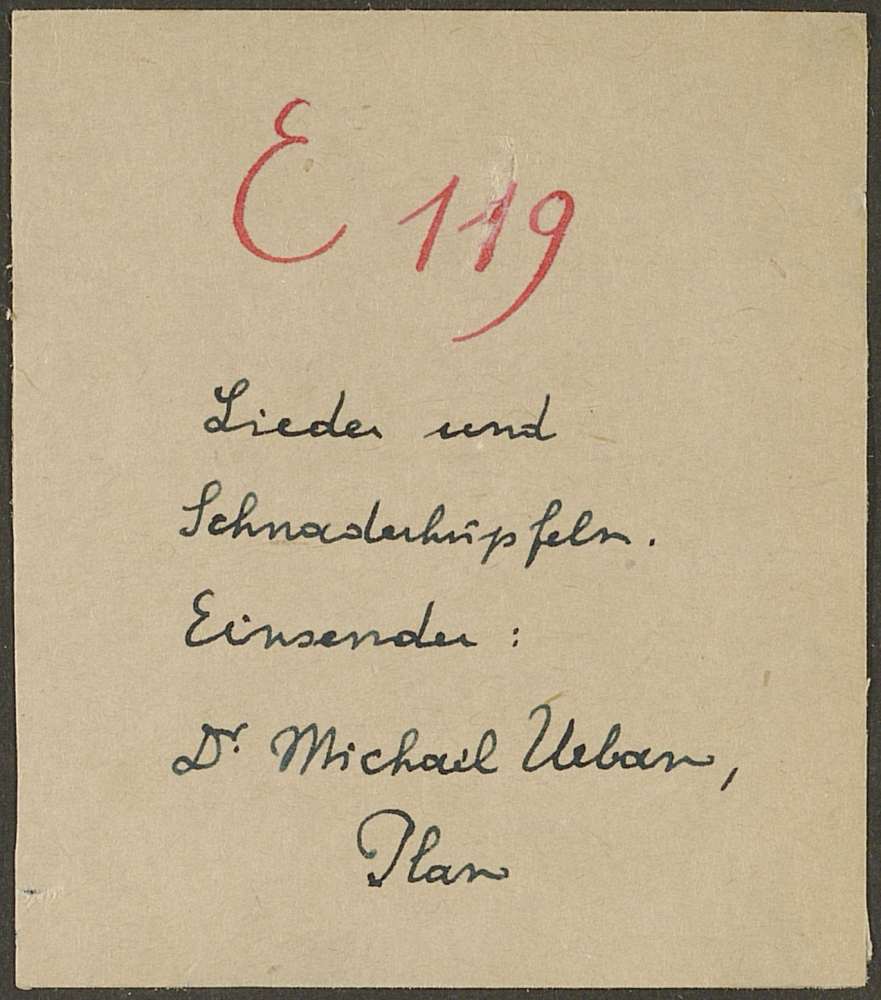 E 119
Lieder und
Schnaderhüpfeln.
Einsender :
Dr. Michael Urban,
Plan